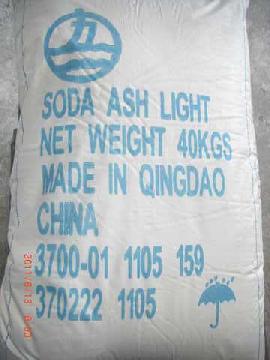 SODA ASH LIGHT
NET WEIGHT 40KGS
MADE IN QINGDAO
CHINA
3700-01 1105 159
370222 1105